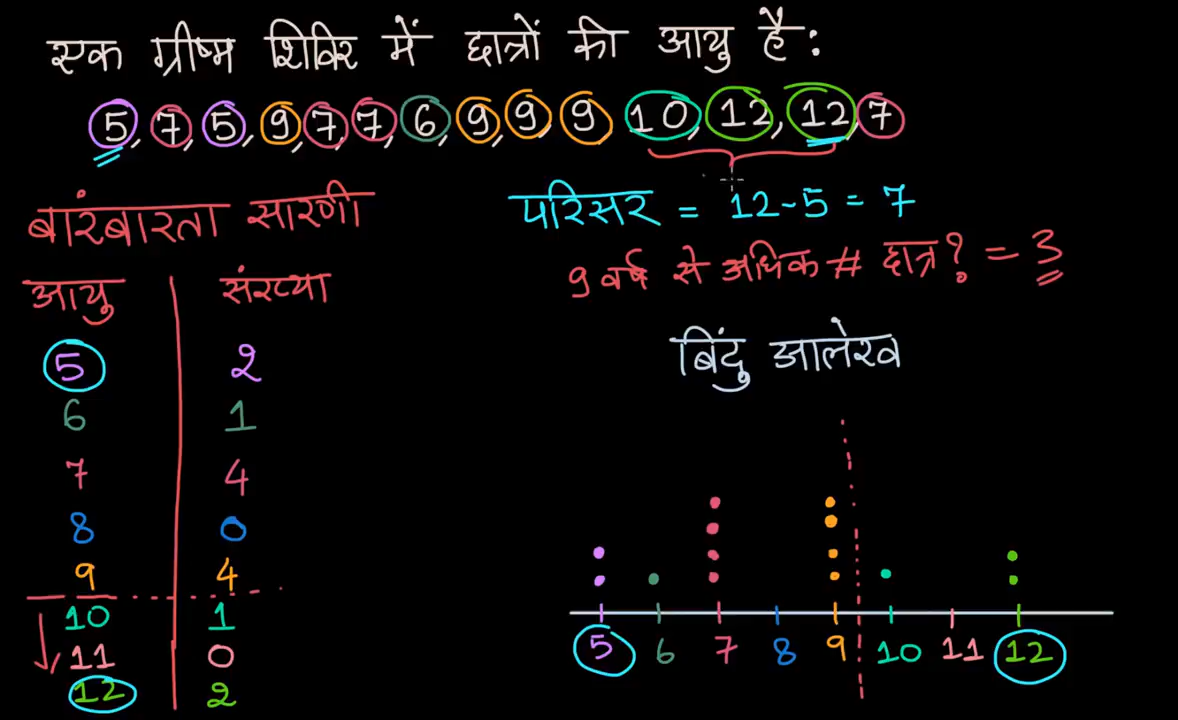 एक ग्रीष्म शिविर में छात्रों की आयु है:
5, 7, 5, 9, 7, 7, 6, 9, 9, 9 10, 12, 12, 7
बारंबारता सारणी
परिसर = 12-5 = 7
9 वर्ष से अधिक # छात्र? = 3
आयु संख्या
बिंदु आलेख
5 2
6 1
7 4
8 0
9 4
10 1
11 0
12 2
5 6 7 8 9 10 11 12